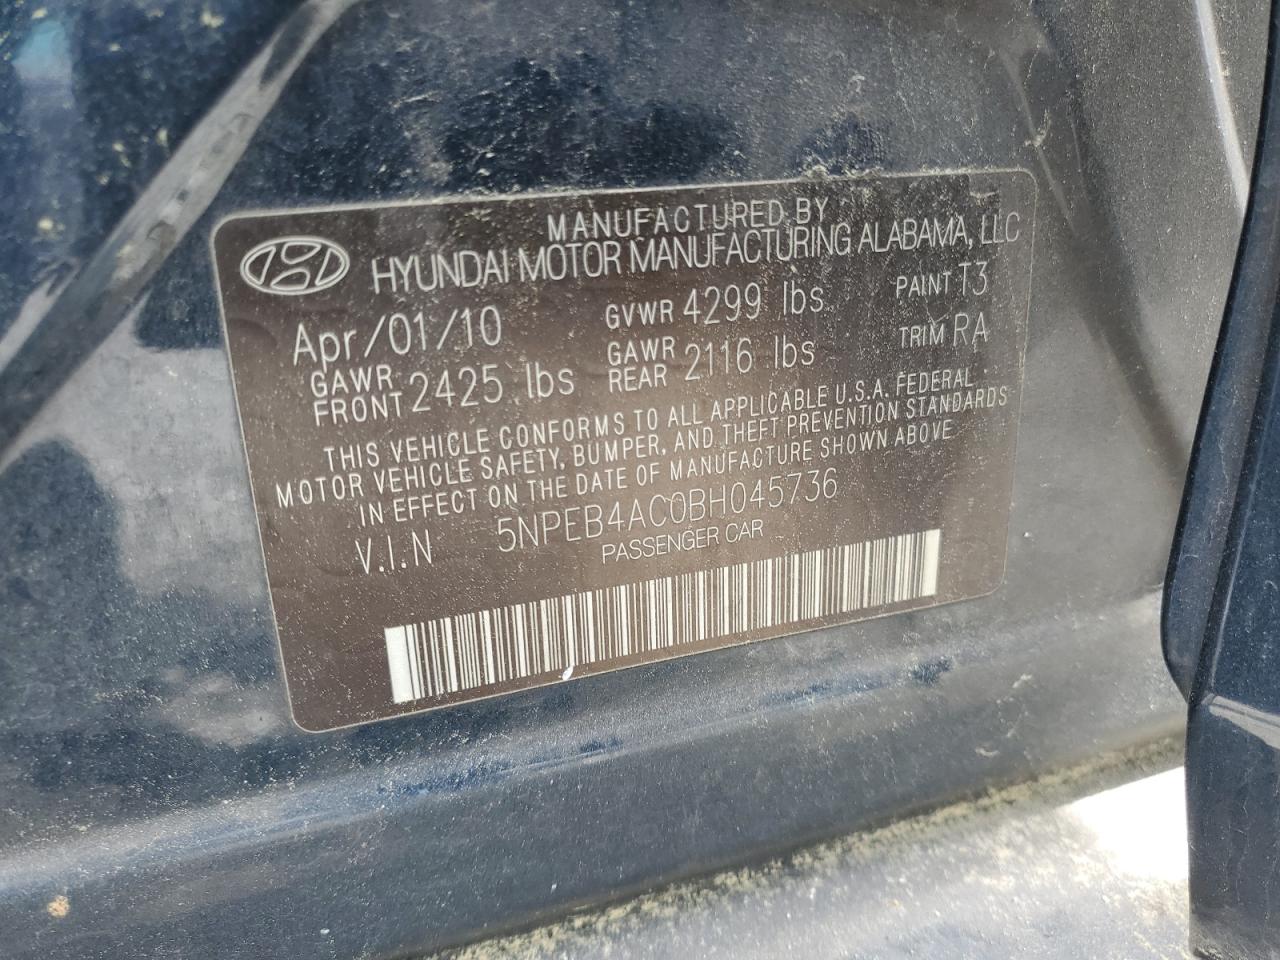 MANUFACTURED BY
HYUNDAI MOTOR MANUFACTURING ALABAMA, LLC
Apr/01/10 GVWR 4299 lbs PAINT T3
GAWR FRONT 2425 lbs GAWR REAR 2116 lbs TRIM RA
THIS VEHICLE CONFORMS TO ALL APPLICABLE U.S.A. FEDERAL
MOTOR VEHICLE SAFETY, BUMPER, AND THEFT PREVENTION STANDARDS
IN EFFECT ON THE DATE OF MANUFACTURE SHOWN ABOVE
V.I.N 5NPEB4AC0BH045736
PASSENGER CAR